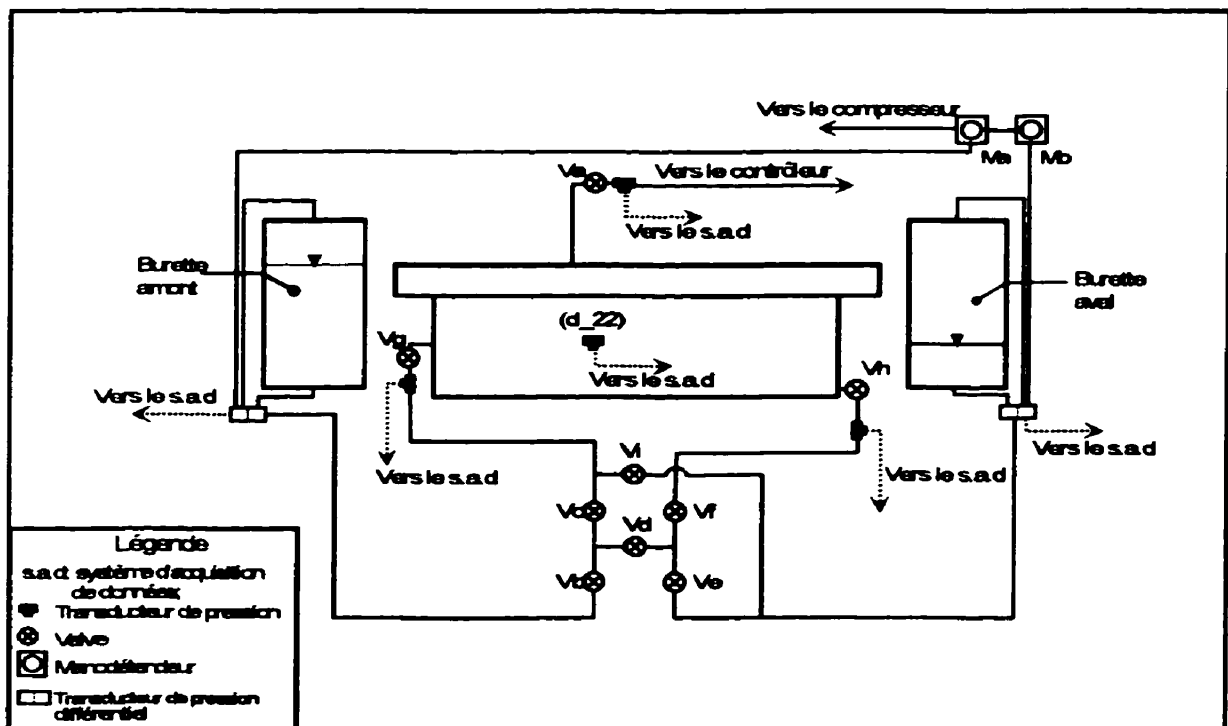 Vers le compresseur
Ma
Mb
Va
Vers le contrôleur
Vers le s.a.d
Burette
amont
Burette
aval
(d_22)
Vg
Vers le s.a.d
Vh
Vers le s.a.d
Vers le s.a.d
Vi
Vers le s.a.d
Vers le s.a.d
Vc
Vf
Vd
Vb
Ve
Légende
s.a.d: système d'acquisition
de données;
Transducteur de pression
Valve
Manodétendeur
Transducteur de pression
différentiel